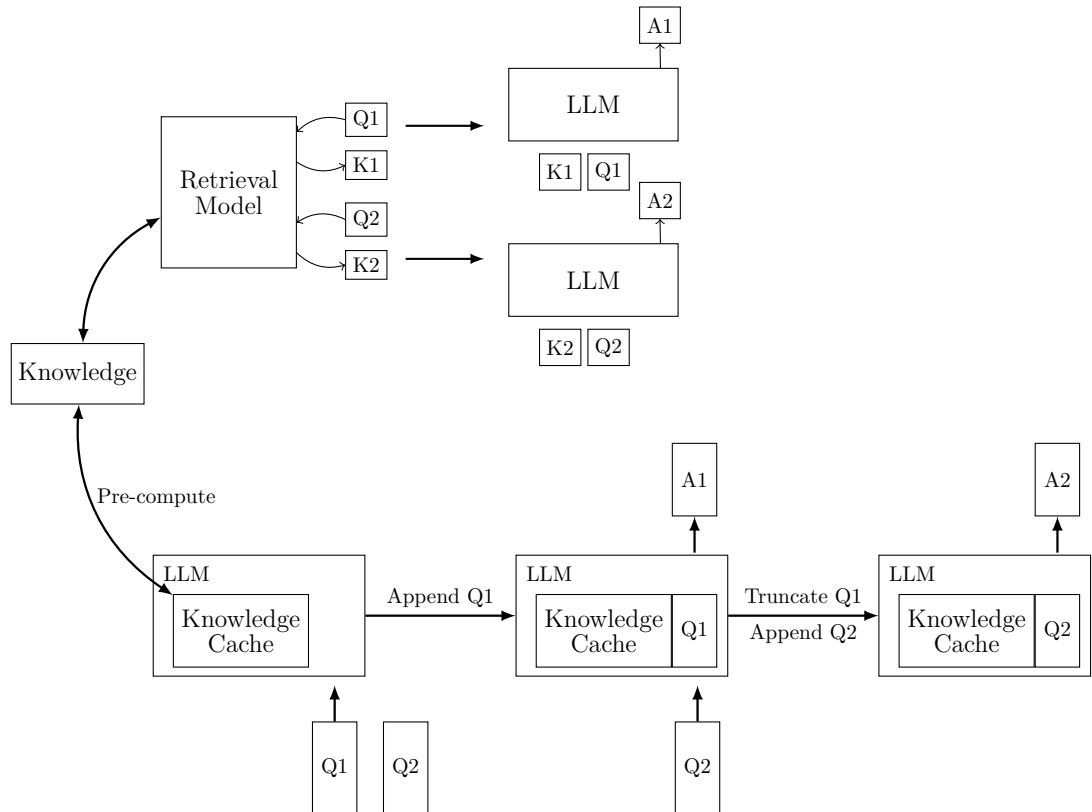 A1
LLM
Q1
K1
Retrieval
Model
K1 Q1
Q2
A2
K2
LLM
K2 Q2
Knowledge
A1
A2
Pre-compute
LLM
Knowledge
Cache
Append Q1
LLM
Knowledge
Cache
Q1
Truncate Q1
Append Q2
LLM
Knowledge
Cache
Q2
Q1
Q2
Q2